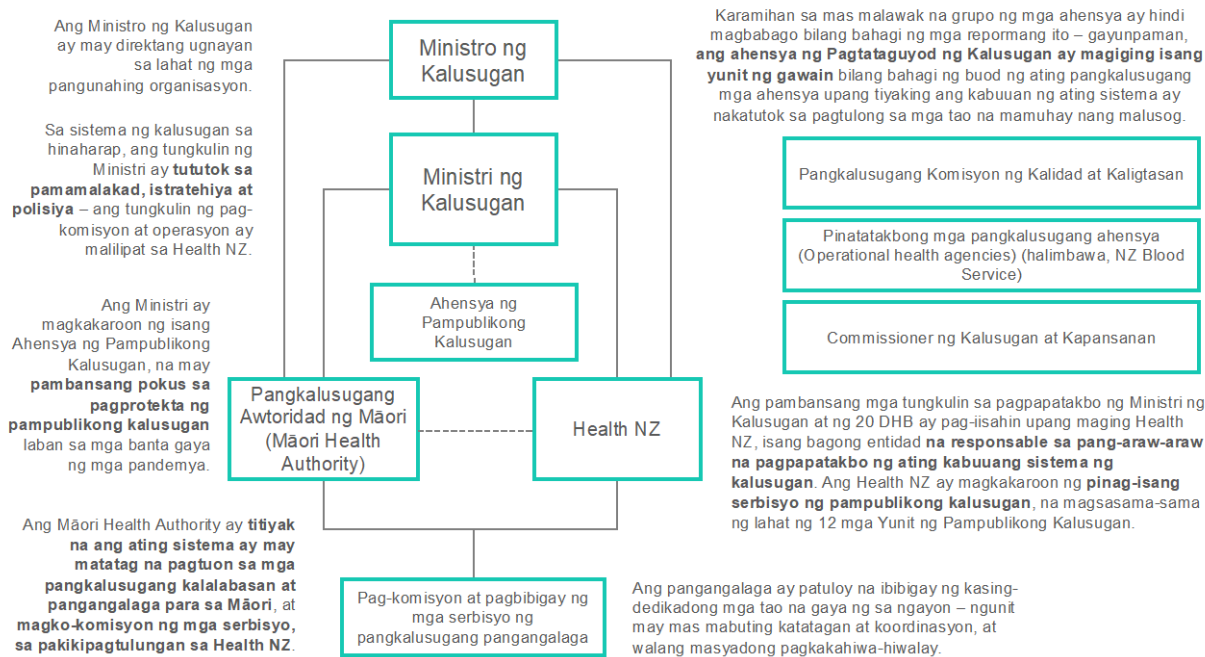 Ang Ministro ng Kalusugan
ay may direktang ugnayan
sa lahat ng mga
pangunahing organisasyon.
Sa sistema ng kalusugan sa
hinaharap, ang tungkulin ng
Ministri ay tututok sa
pamamalakad, istratehiya at
polisiya – ang tungkulin ng pag-
komisyon at operasyon ay
malilipat sa Health NZ.
Ang Ministri ay
magkakaroon ng isang
Ahensya ng Pampublikong
Kalusugan, na may
pambansang pokus sa
pagprotekta ng
pampublikong kalusugan
laban sa mga banta gaya
ng mga pandemya.
Ang Māori Health Authority ay titiyak
na ang ating sistema ay may
matatag na pagtuon sa mga
pangkalusugang kalalabasan at
pangangalaga para sa Māori, at
magko-komisyon ng mga serbisyo,
sa pakikipagtulungan sa Health NZ.
Ministro ng
Kalusugan
Ministri ng
Kalusugan
Ahensya ng
Pampublikong
Kalusugan
Pangkalusugang
Awtoridad ng Māori
(Māori Health
Authority)
Health NZ
Pag-komisyon at pagbibigay ng
mga serbisyo ng
pangkalusugang pangangalaga
Karamihan sa mas malawak na grupo ng mga ahensya ay hindi
magbabago bilang bahagi ng mga repormang ito – gayunpaman,
ang ahensya ng Pagtataguyod ng Kalusugan ay magiging isang
yunit ng gawain bilang bahagi ng buod ng ating pangkalusugang
mga ahensya upang tiyaking ang kabuuan ng ating sistema ay
nakatutok sa pagtulong sa mga tao na mamuhay nang malusog.
Pangkalusugang Komisyon ng Kalidad at Kaligtasan
Pinatatakbong mga pangkalusugang ahensya
(Operational health agencies) (halimbawa, NZ Blood
Service)
Commissioner ng Kalusugan at Kapansanan
Ang pambansang mga tungkulin sa pagpapatakbo ng Ministri ng
Kalusugan at ng 20 DHB ay pag-iisahin upang maging Health
NZ, isang bagong entidad na responsable sa pang-araw-araw
na pagpapatakbo ng ating kabuuang sistema ng
kalusugan. Ang Health NZ ay magkakaroon ng pinag-isang
serbisyo ng pampublikong kalusugan, na magsasama-sama
ng lahat ng 12 mga Yunit ng Pampublikong Kalusugan.
Ang pangangalaga ay patuloy na ibibigay ng kasing-
dedikadong mga tao na gaya ng sa ngayon – ngunit
may mas mabuting katatagan at koordinasyon, at
walang masyadong pagkakahiwa-hiwalay.